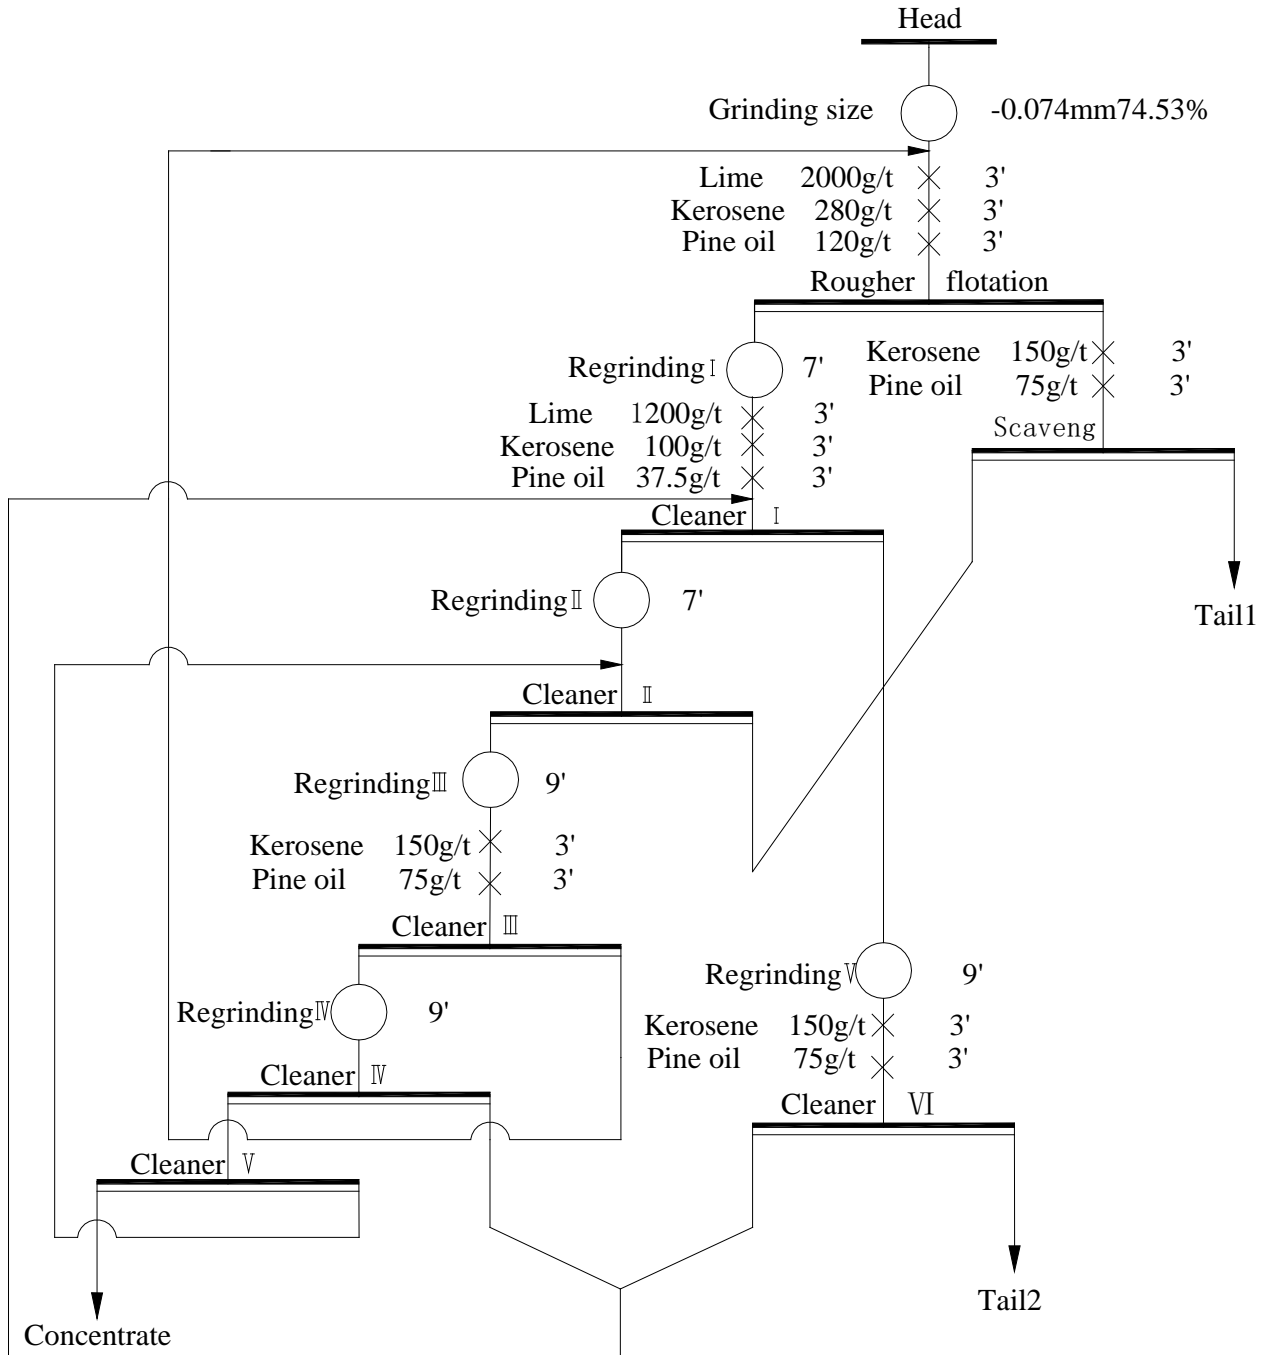 Head
Grinding size -0.074mm74.53%
Lime 2000g/t 3'
Kerosene 280g/t 3'
Pine oil 120g/t 3'
Rougher flotation
Kerosene 150g/t 3'
Pine oil 75g/t 3'
Scaveng
RegrindingⅠ 7'
Lime 1200g/t 3'
Kerosene 100g/t 3'
Pine oil 37.5g/t 3'
Cleaner Ⅰ
RegrindingⅡ 7'
Tail1
Cleaner Ⅱ
RegrindingⅢ 9'
Kerosene 150g/t 3'
Pine oil 75g/t 3'
Cleaner Ⅲ
RegrindingⅤ 9'
RegrindingⅣ 9'
Kerosene 150g/t 3'
Pine oil 75g/t 3'
Cleaner Ⅳ
Cleaner VI
Cleaner Ⅴ
Tail2
Concentrate